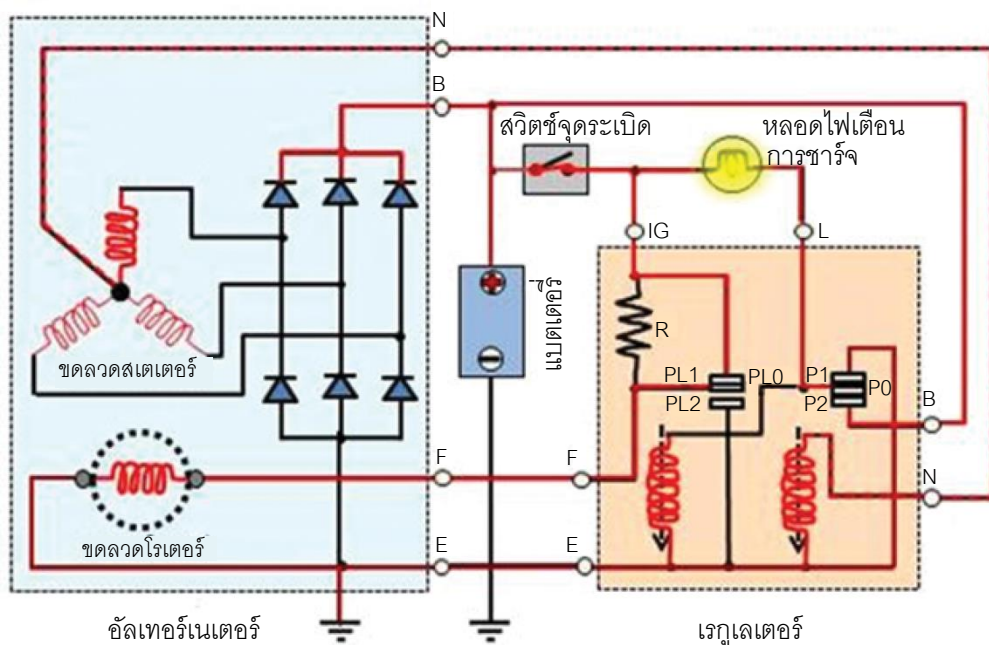 N
B
สวิตช์จุดระเบิด
หลอดไฟเตือน
การชาร์จ
IG
L
แบตเตอรี่
R
ขดลวดสเตเตอร์
PL1
PL0
PL2
P1
P0
P2
B
F
F
N
ขดลวดโรเตอร์
E
E
อัลเทอร์เนเตอร์
เรกูเลเตอร์